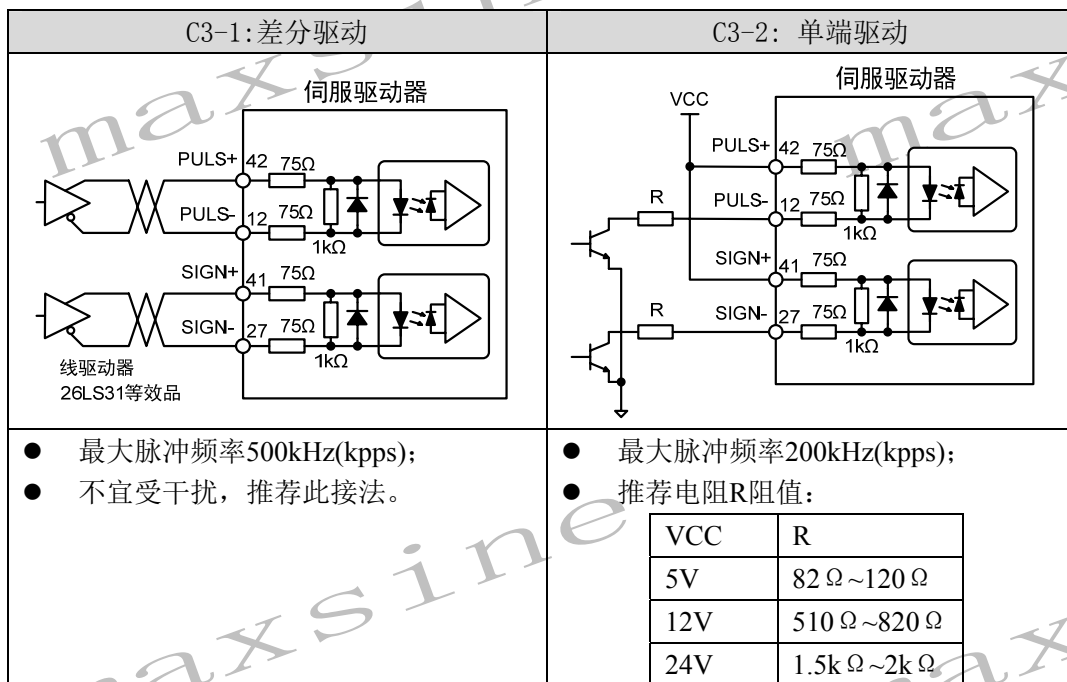 C3-1:差分驱动
C3-2: 单端驱动
伺服驱动器
PULS+ 42 75Ω
PULS- 12 75Ω
1kΩ
SIGN+ 41 75Ω
SIGN- 27 75Ω
1kΩ
线驱动器
26LS31等效品
伺服驱动器
VCC
PULS+ 42 75Ω
R PULS- 12 75Ω
1kΩ
SIGN+ 41 75Ω
R SIGN- 27 75Ω
1kΩ
● 最大脉冲频率500kHz(kpps);
● 不宜受干扰，推荐此接法。
● 最大脉冲频率200kHz(kpps);
● 推荐电阻R阻值:
VCC R
5V 82Ω~120Ω
12V 510Ω~820Ω
24V 1.5kΩ~2kΩ
maxsine
maxsine